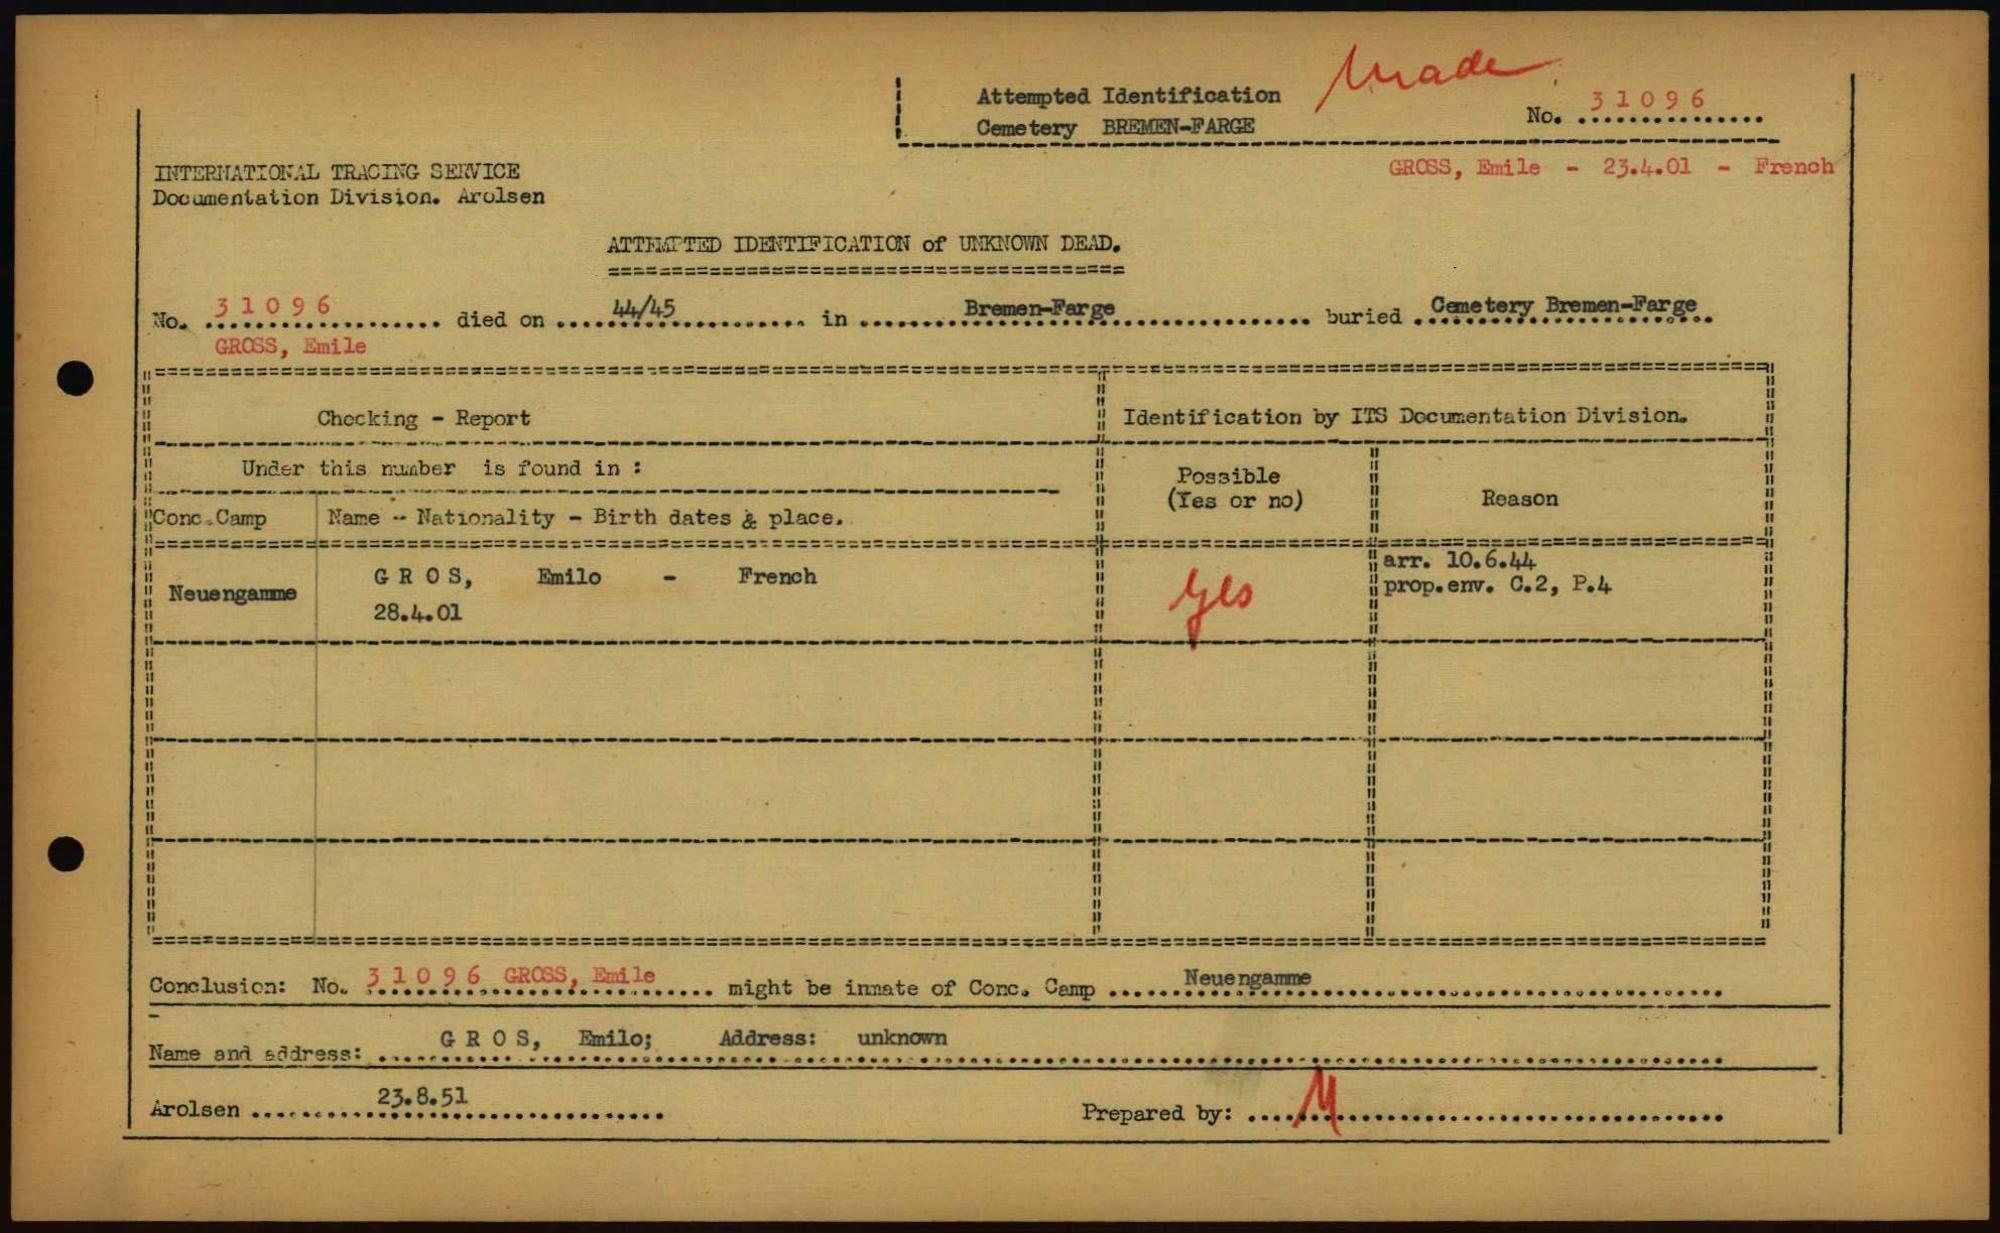 Made
Attempted Identification
No. 31096
Cemetery BREMEN-FARGE
GROSS, Emile - 23.4.01 - French
INTERNATIONAL TRACING SERVICE
Documentation Division. Arolsen
ATTEMPTED IDENTIFICATION of UNKNOWN DEAD.
No. 31096 died on 44/45 in Bremen-Farge buried Cemetery Bremen-Farge
GROSS, Emile
Checking - Report
Identification by ITS Documentation Division.
Under this number is found in :
Possible
(Yes or no)
Reason
Conc.Camp
Name - Nationality - Birth dates & place.
Neuengamme
G R O S, Emilo - French
28.4.01
yes
arr. 10.6.44
prop.env. C.2, P.4
Conclusion: No. 31096 GROSS, Emile might be inmate of Conc. Camp Neuengamme
Name and address: G R O S, Emilo; Address: unknown
Arolsen 23.8.51
Prepared by: